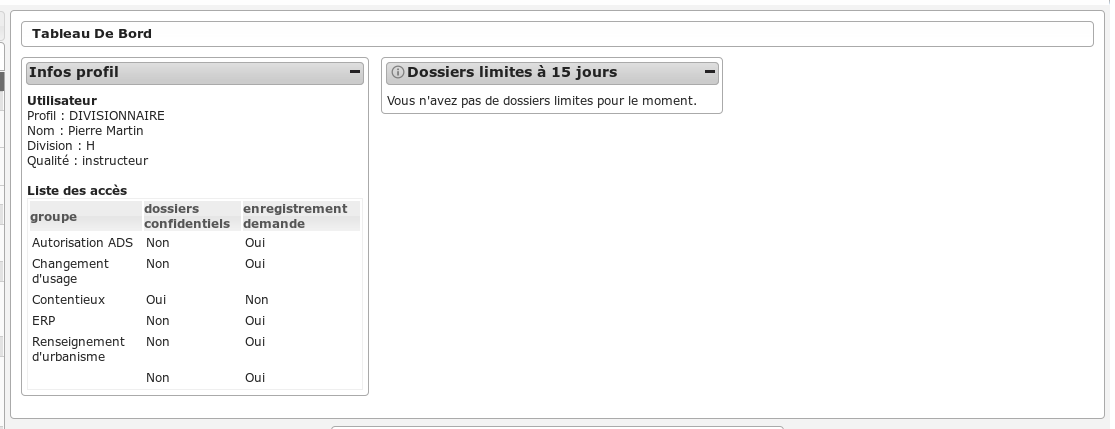 Tableau De Bord
Infos profil
Utilisateur
Profil : DIVISIONNAIRE
Nom : Pierre Martin
Division : H
Qualité : instructeur
Liste des accès
groupe dossiers confidentiels enregistrement demande
Autorisation ADS Non Oui
Changement d'usage Non Oui
Contentieux Oui Non
ERP Non Oui
Renseignement d'urbanisme Non Oui
Non Oui
Dossiers limites à 15 jours
Vous n'avez pas de dossiers limites pour le moment.